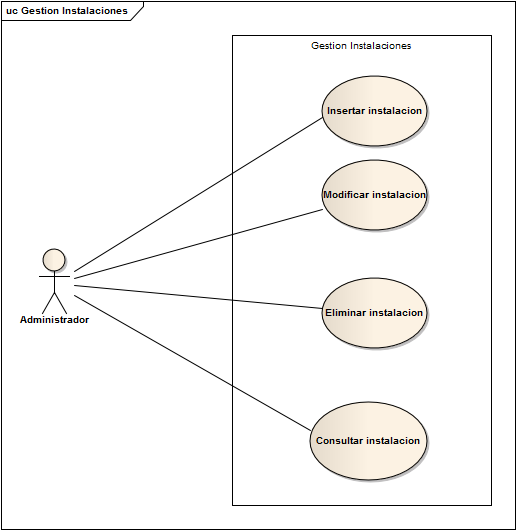 uc Gestion Instalaciones
Gestion Instalaciones
Insertar instalacion
Modificar instalacion
Eliminar instalacion
Administrador
Consultar instalacion